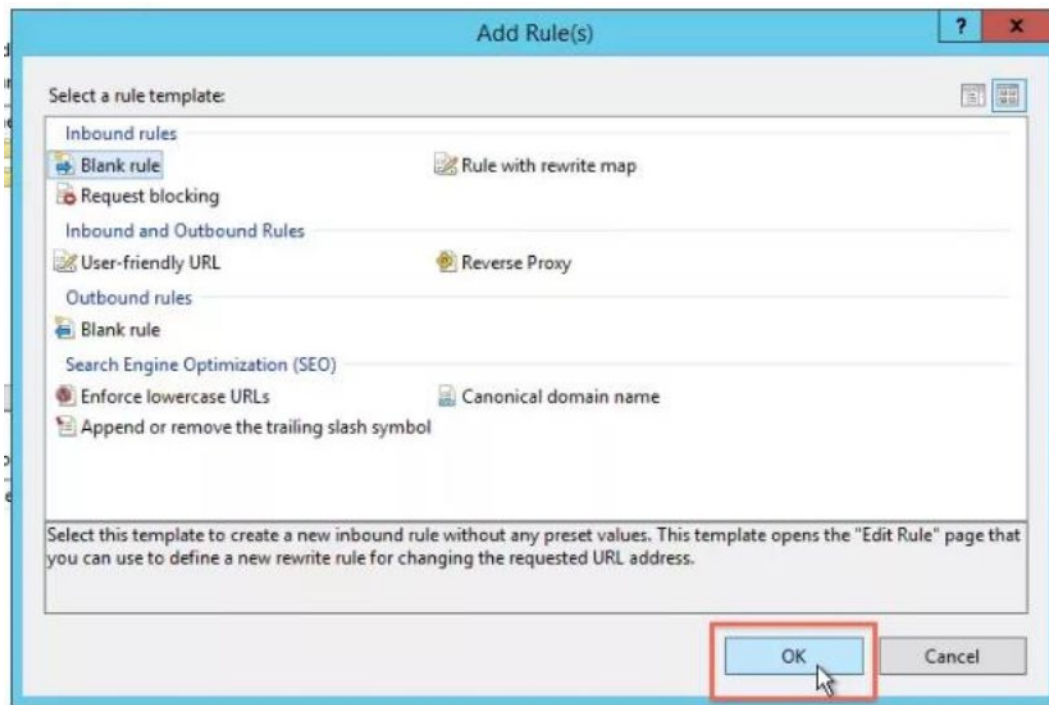 Add Rule(s)
?
x
Select a rule template:
Inbound rules
Blank rule
Rule with rewrite map
Request blocking
Inbound and Outbound Rules
User-friendly URL
Reverse Proxy
Outbound rules
Blank rule
Search Engine Optimization (SEO)
Enforce lowercase URLs
Canonical domain name
Append or remove the trailing slash symbol
Select this template to create a new inbound rule without any preset values. This template opens the "Edit Rule" page that
you can use to define a new rewrite rule for changing the requested URL address.
OK
Cancel